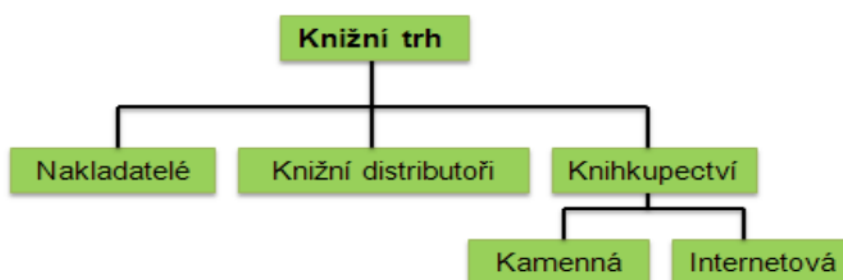 Knižní trh
Nakladatelé
Knižní distributoři
Knihkupectví
Kamenná
Internetová